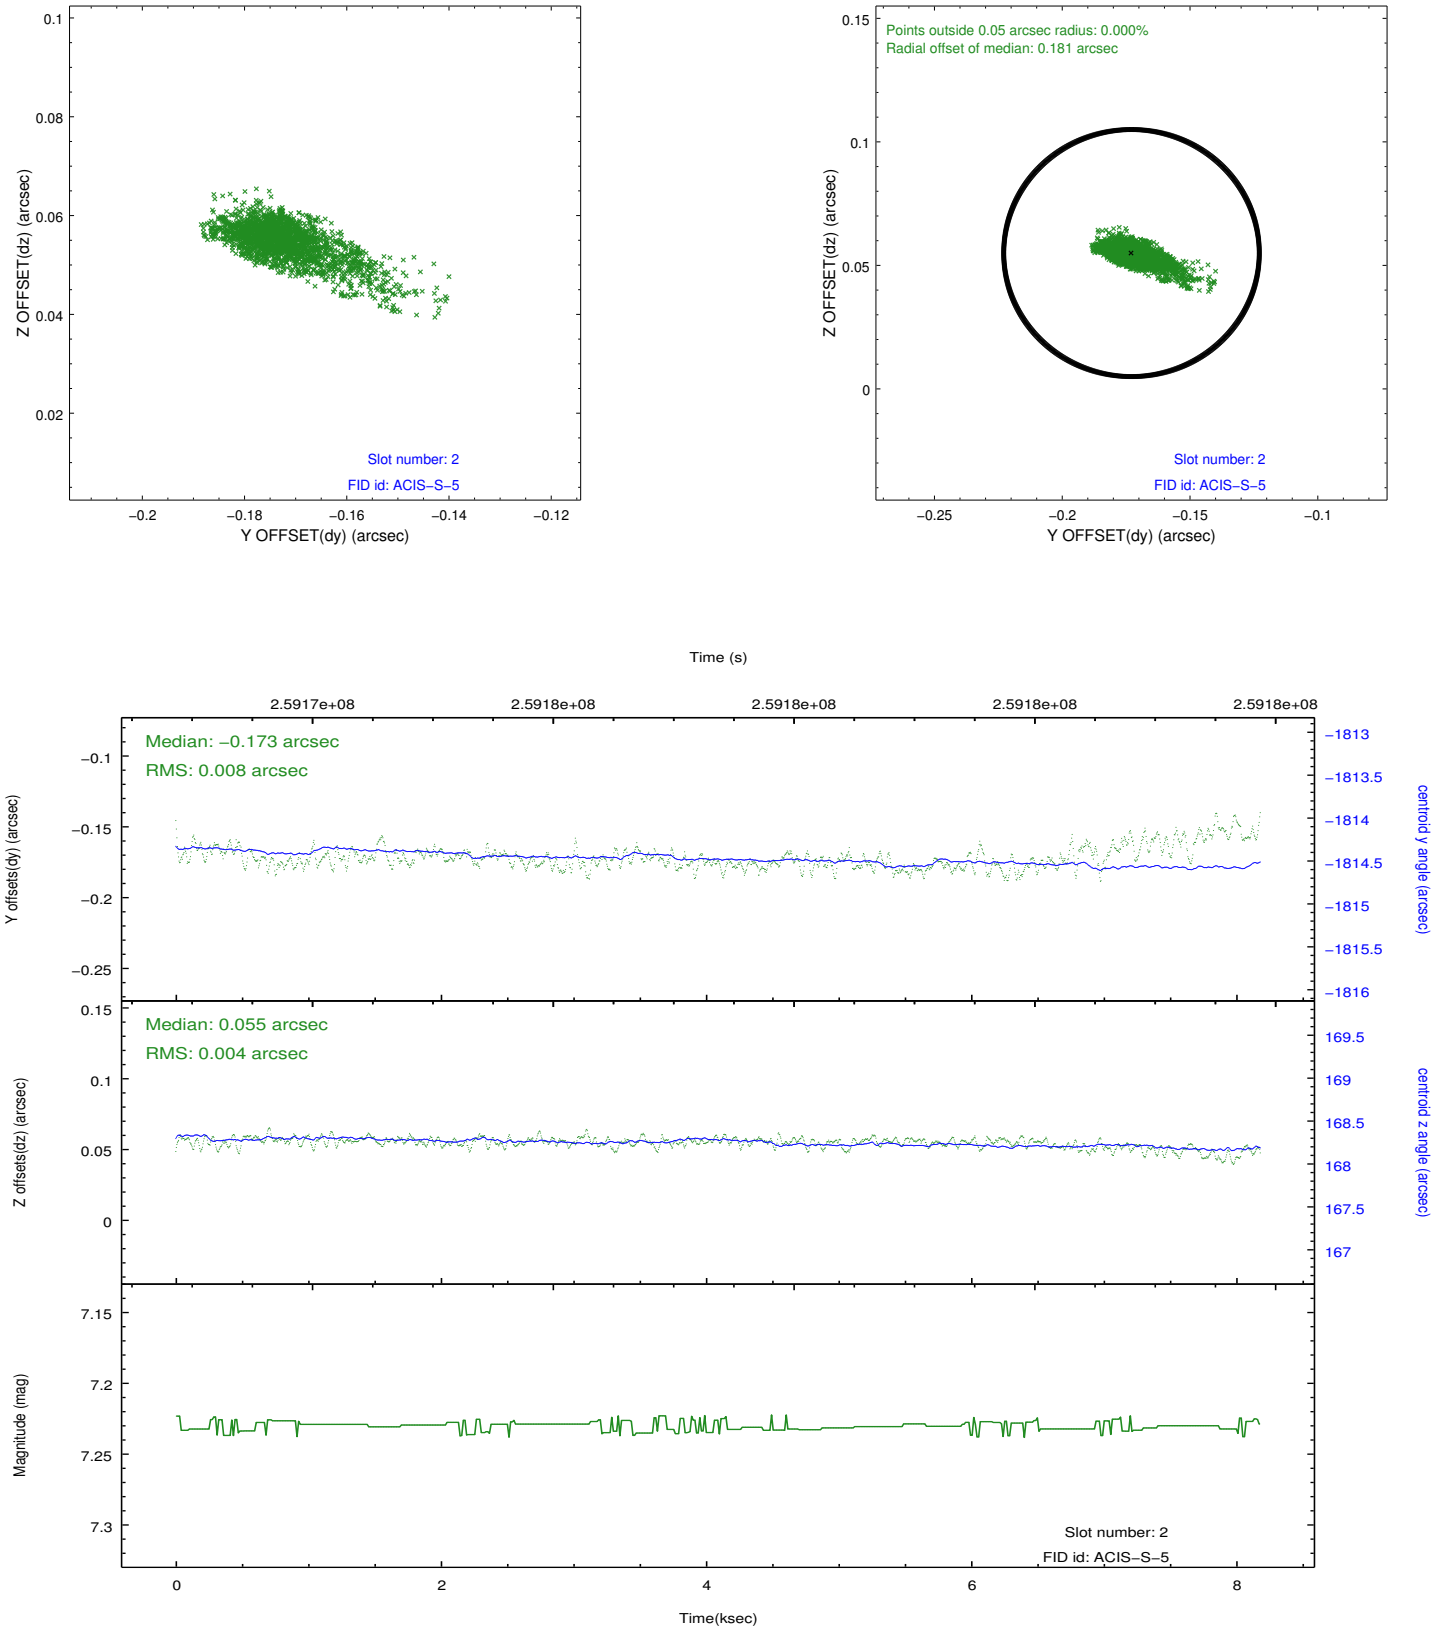 0.1
0.08
0.06
0.04
0.02
Z OFFSET(dz) (arcsec)
Slot number: 2
FID id: ACIS−S−5
−0.2
−0.18
−0.16
−0.14
−0.12
Y OFFSET(dy) (arcsec)
0.15
0.1
0.05
0
Z OFFSET(dz) (arcsec)
Points outside 0.05 arcsec radius: 0.000%
Radial offset of median: 0.181 arcsec
Slot number: 2
FID id: ACIS−S−5
−0.25
−0.2
−0.15
−0.1
Y OFFSET(dy) (arcsec)
Time (s)
2.5917e+08
2.5918e+08
2.5918e+08
2.5918e+08
2.5918e+08
Median: −0.173 arcsec
RMS: 0.008 arcsec
−0.1
−0.15
−0.2
−0.25
Y offsets(dy) (arcsec)
−1813
−1813.5
−1814
−1814.5
−1815
−1815.5
−1816
centroid y angle (arcsec)
Median: 0.055 arcsec
RMS: 0.004 arcsec
0.15
0.1
0.05
0
Z offsets(dz) (arcsec)
169.5
169
168.5
168
167.5
167
centroid z angle (arcsec)
7.15
7.2
7.25
7.3
Magnitude (mag)
Slot number: 2
FID id: ACIS−S−5
0
2
4
6
8
Time(ksec)